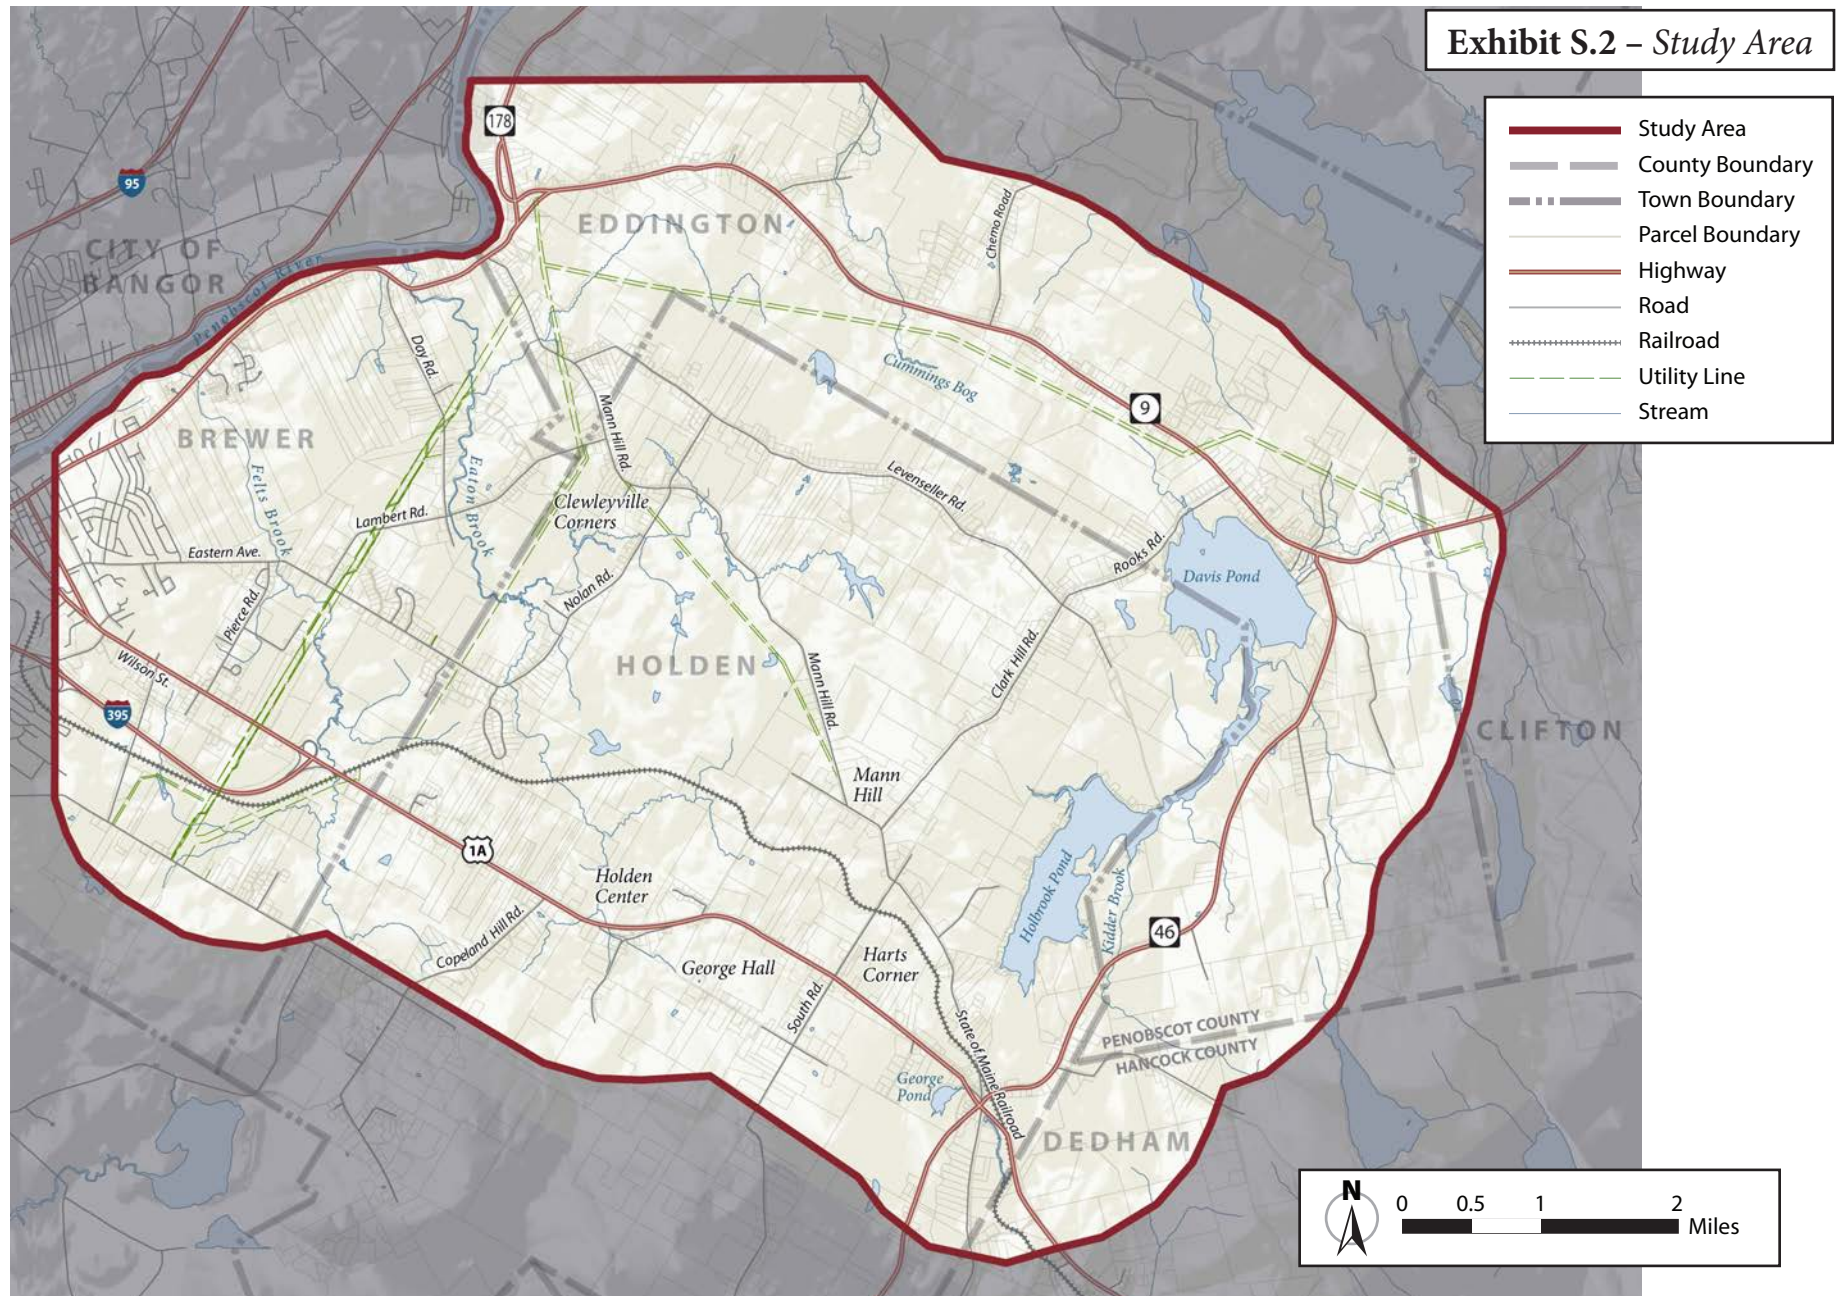 Exhibit S.2 – Study Area
Study Area
County Boundary
Town Boundary
Parcel Boundary
Highway
Road
Railroad
Utility Line
Stream
178
95
EDDINGTON
Chemo Road
CITY OF
BANGOR
Penobscot River
Day Rd.
Cummings Bog
9
Mann Hill Rd.
BREWER
Felts Brook
Eaton Brook
Levenseller Rd.
Clewleyville
Corners
Lambert Rd.
Eastern Ave.
Rooks Rd.
Davis Pond
Nolan Rd.
Pierce Rd.
HOLDEN
Wilson St.
Mann Hill Rd.
Clark Hill Rd.
395
CLIFTON
Mann
Hill
1A
Holden
Center
Holbrook Pond
Kidder Brook
46
Copeland Hill Rd.
George Hall
Harts
Corner
South Rd.
State of Maine Railroad
PENOBSCOT COUNTY
HANCOCK COUNTY
George
Pond
DEDHAM
N
0 0.5 1 2
Miles